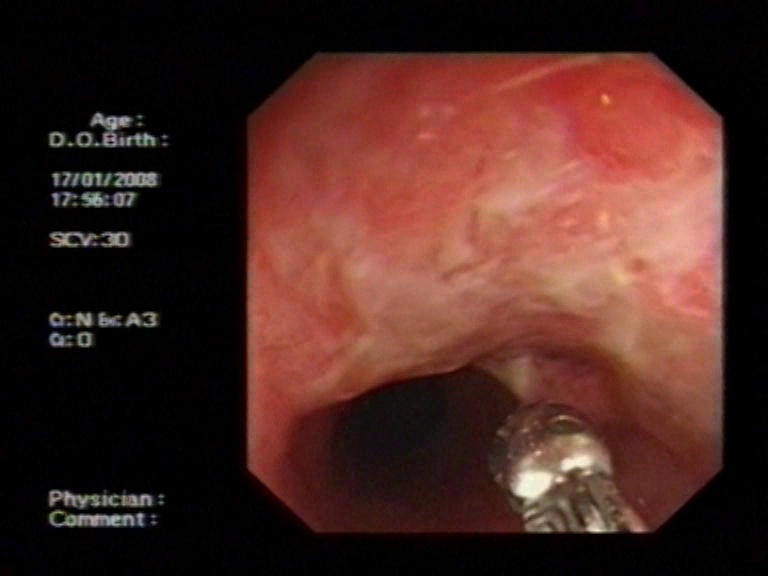 Age:
D.O.Birth:
17/01/2008
17:56:07
SCV:30
Physician:
Comment: